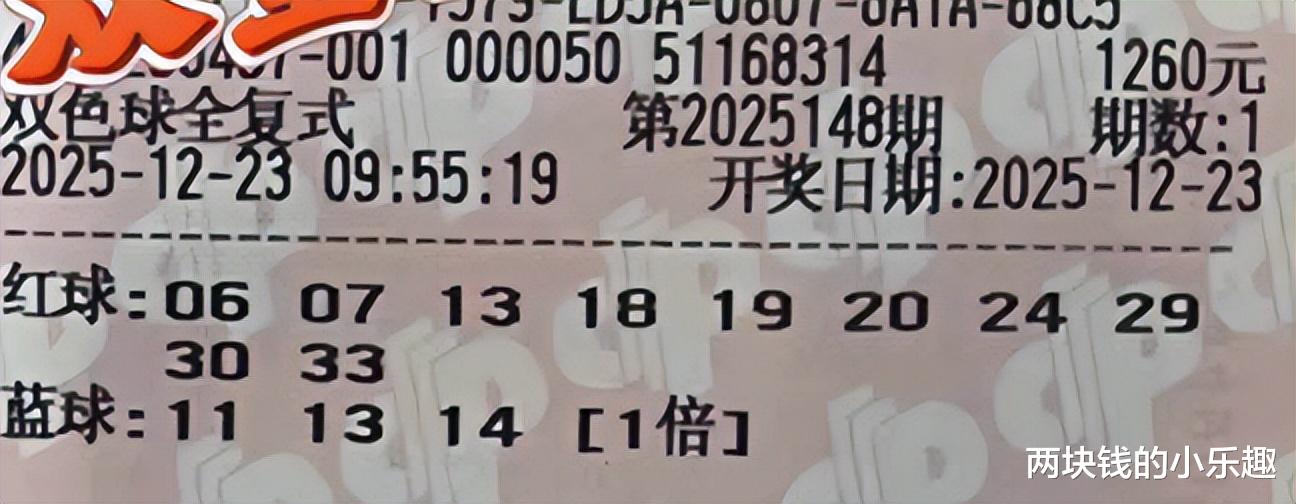 001 000050 51168314 1260元
双色球全复式 第2025148期 期数:1
2025-12-23 09:55:19 开奖日期:2025-12-23
红球:06 07 13 18 19 20 24 29
30 33
蓝球:11 13 14 [1倍]
两块钱的小乐趣